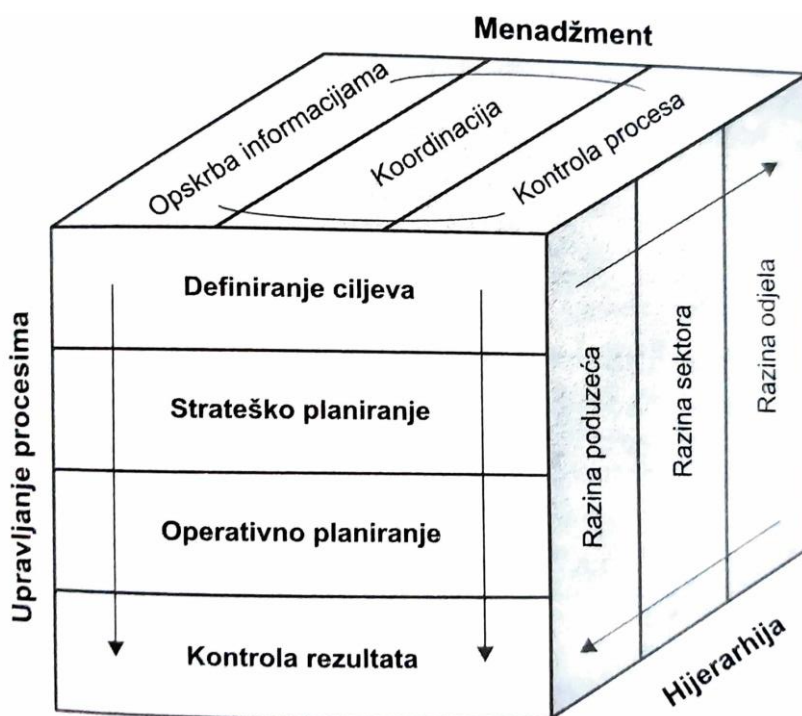 Menadžment
Opskrba informacijama
Koordinacija
Kontrola procesa
Upravljanje procesima
Definiranje ciljeva
Strateško planiranje
Operativno planiranje
Kontrola rezultata
Razina poduzeća
Razina sektora
Razina odjela
Hijerarhija